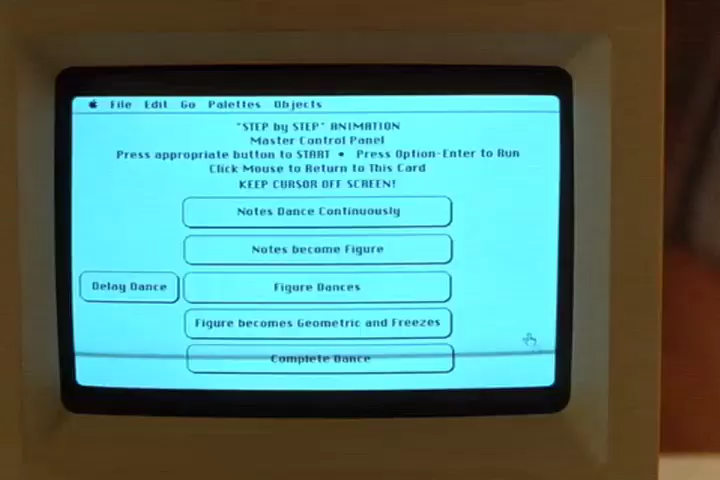 File Edit Go Palettes Objects
"STEP by STEP" ANIMATION
Master Control Panel
Press appropriate button to START • Press Option-Enter to Run
Click Mouse to Return to This Card
KEEP CURSOR OFF SCREEN!
Notes Dance Continuously
Notes become Figure
Delay Dance
Figure Dances
Figure becomes Geometric and Freezes
Complete Dance